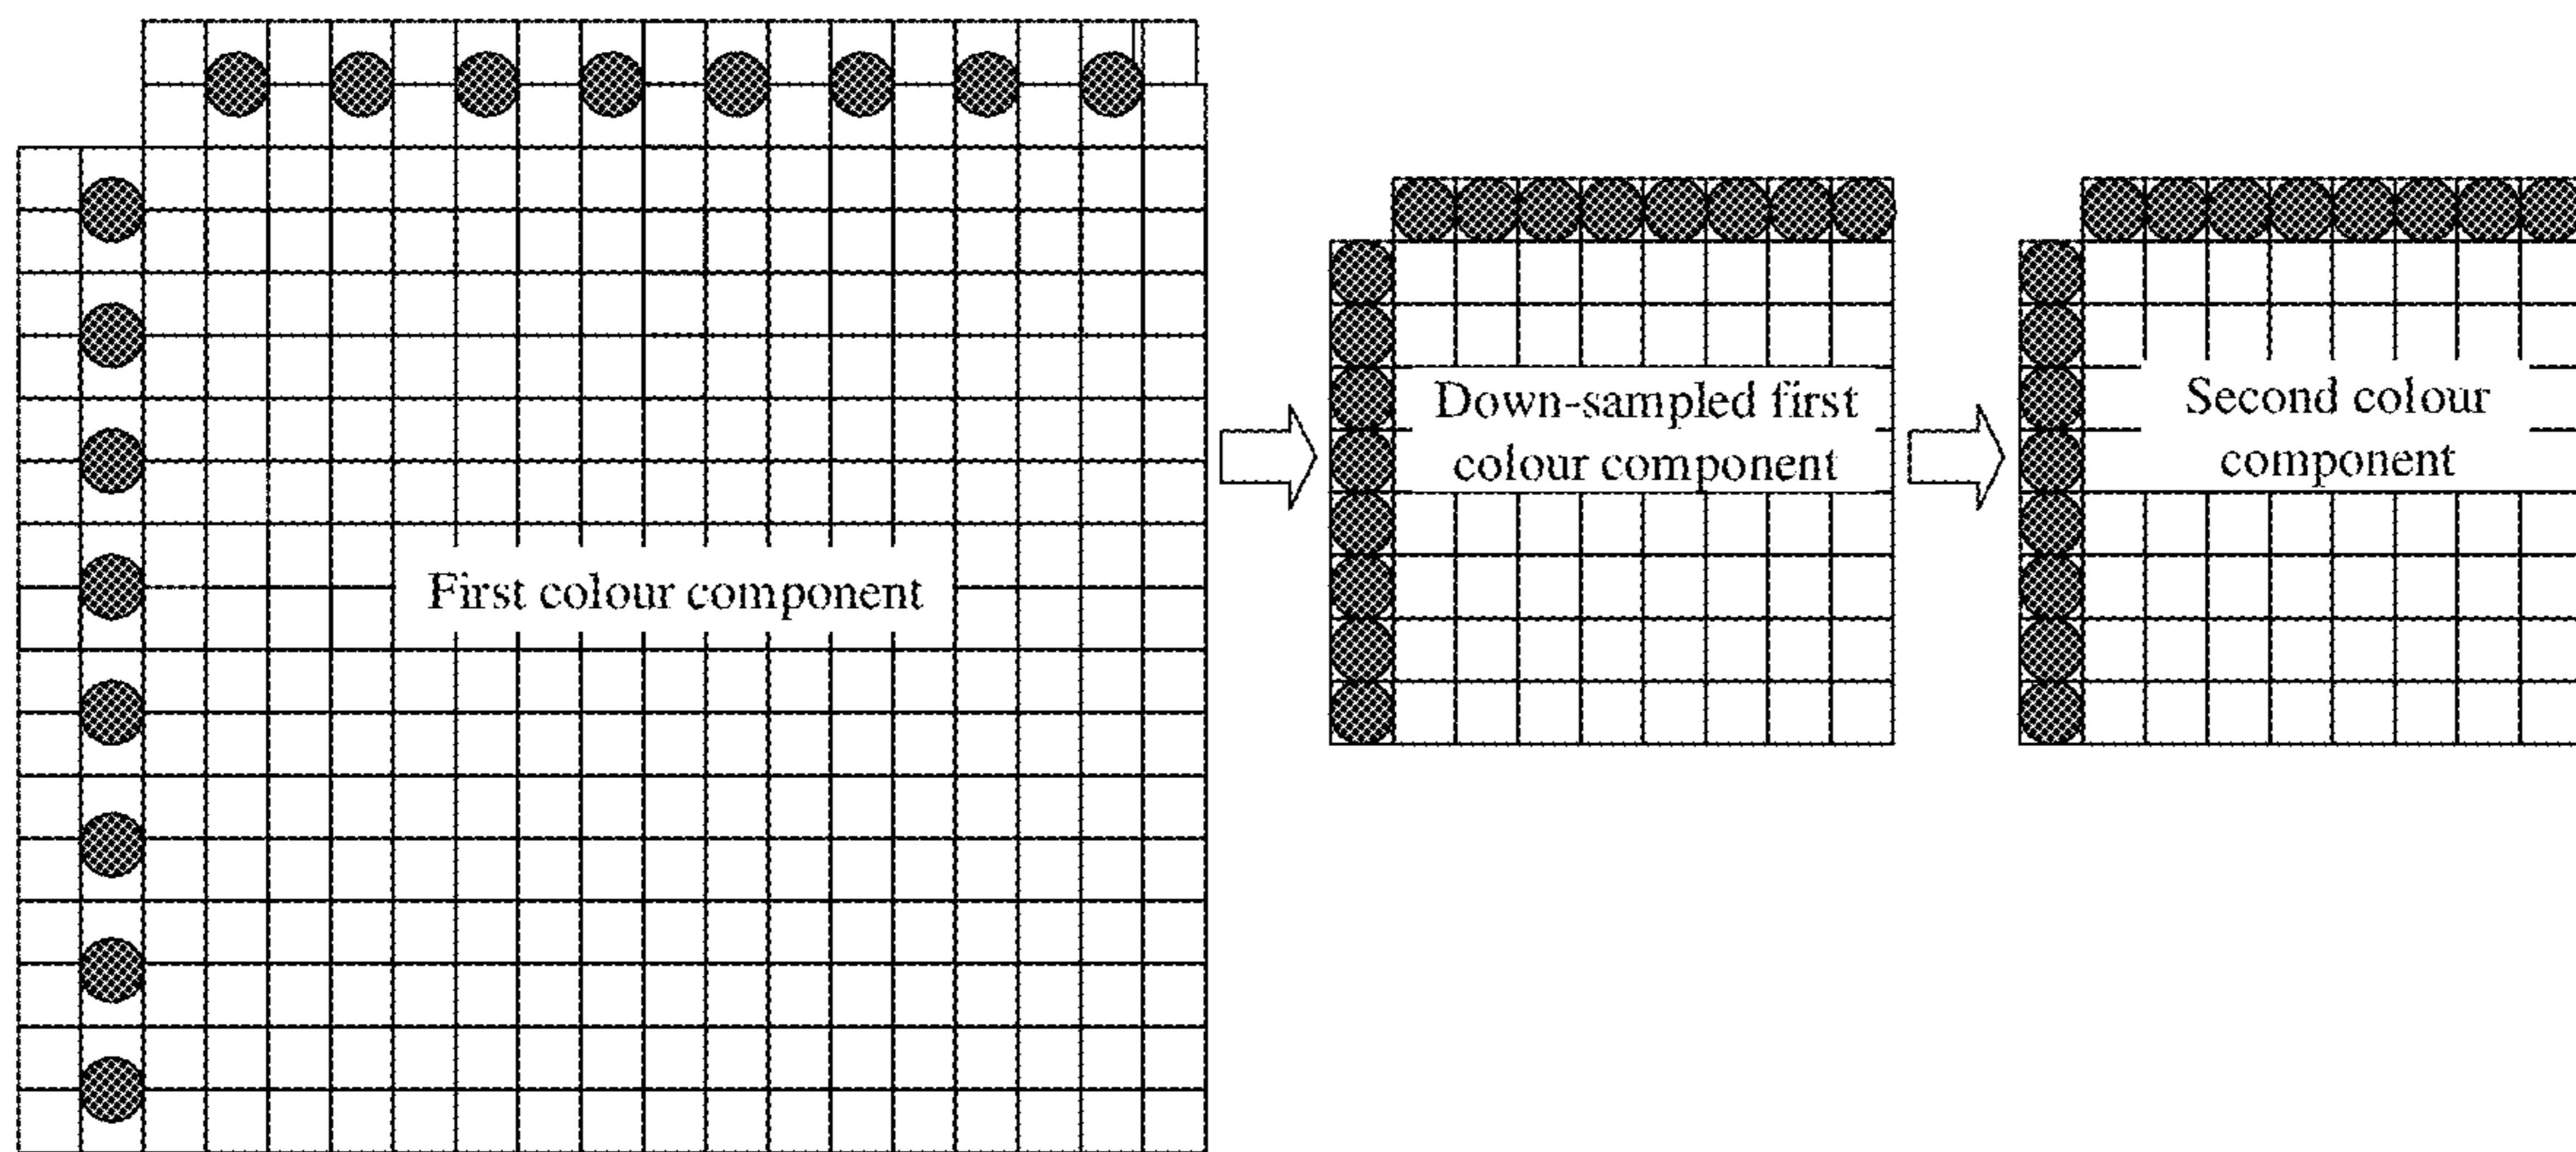 First colour component
Down-sampled first
colour component
Second colour
component